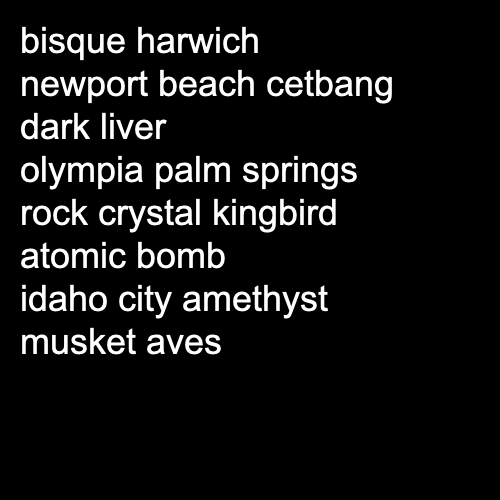 bisque harwich
newport beach cetbang
dark liver
olympia palm springs
rock crystal kingbird
atomic bomb
idaho city amethyst
musket aves